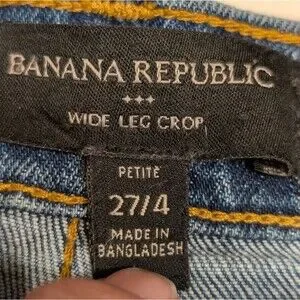 BANANA REPUBLIC
WIDE LEG CROP
PETITE
27/4
MADE IN
BANGLADESH